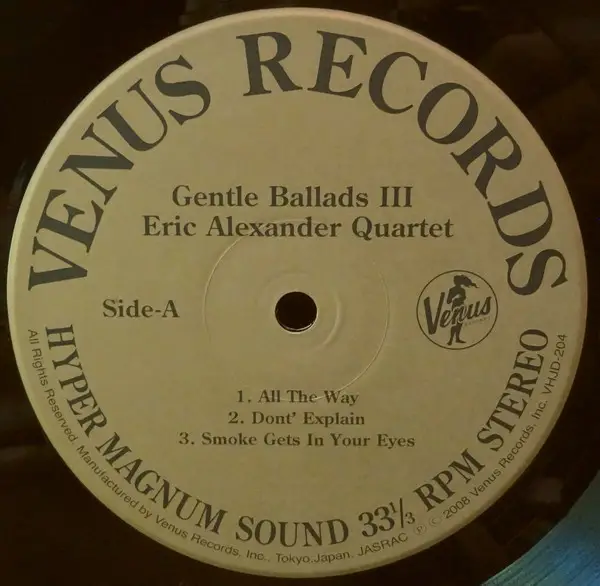 VENUS RECORDS
Gentle Ballads III
Eric Alexander Quartet
Side-A
Venus
1. All The Way
2. Dont' Explain
3. Smoke Gets In Your Eyes
HYPER MAGNUM SOUND 33⅓ RPM STEREO
All Rights Reserved. Manufactured by Venus Records, Inc., Tokyo.Japan. JASRAC Ⓟ Ⓒ 2008 Venus Records, Inc. VHJD-204